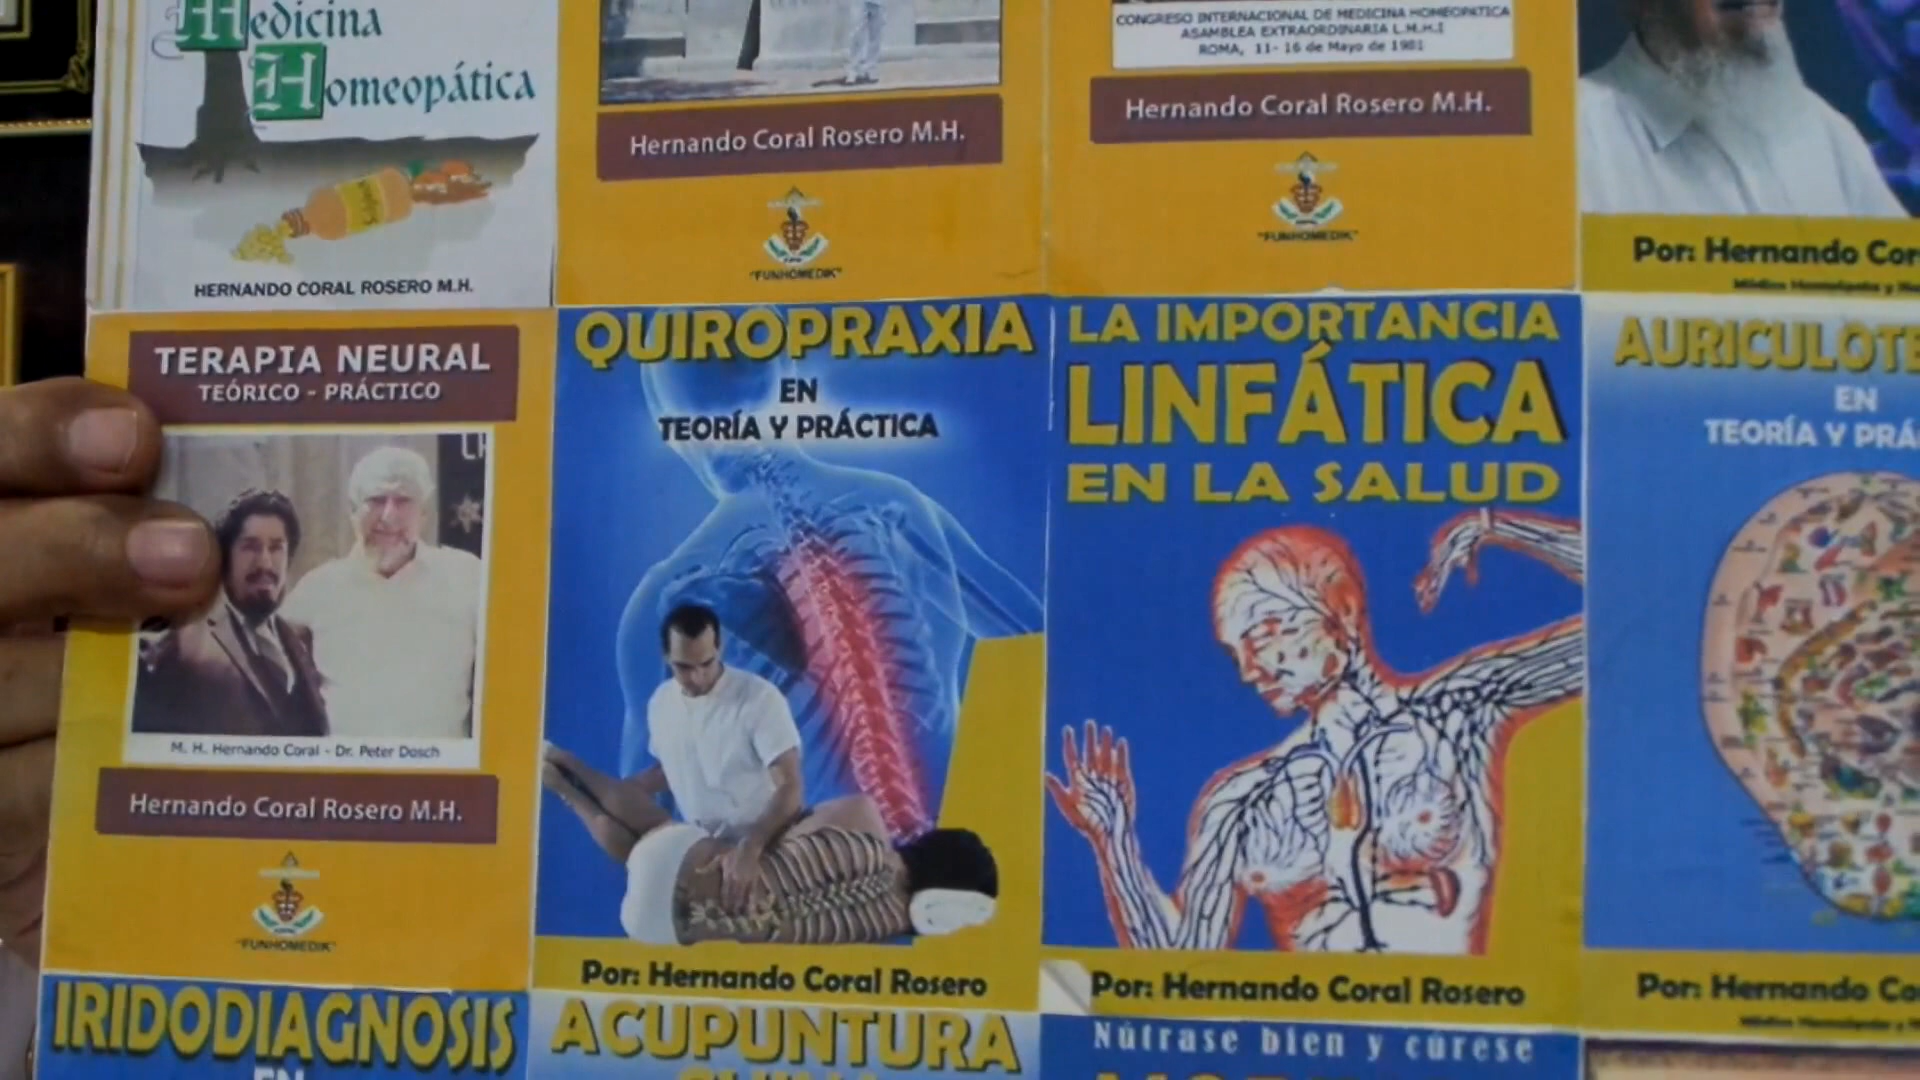 Medicina
Homeopática
HERNANDO CORAL ROSERO M.H.
Hernando Coral Rosero M.H.
"FUNHOMEDIK"
CONGRESO INTERNACIONAL DE MEDICINA HOMEOPATICA
ASAMBLEA EXTRAORDINARIA L.M.H.I
ROMA, 11- 16 de Mayo de 1981
Hernando Coral Rosero M.H.
"FUNHOMEDIK"
Por: Hernando Cor
TERAPIA NEURAL
TEÓRICO - PRÁCTICO
M. H. Hernando Coral - Dr. Peter Dosch
Hernando Coral Rosero M.H.
"FUNHOMEDIK"
QUIROPRAXIA
EN
TEORÍA Y PRÁCTICA
Por: Hernando Coral Rosero
LA IMPORTANCIA
LINFÁTICA
EN LA SALUD
Por: Hernando Coral Rosero
AURICULOTE
EN
TEORÍA Y PRÁ
Por: Hernando Co
IRIDODIAGNOSIS
EN
ACUPUNTURA
Nútrase bien y cúrese